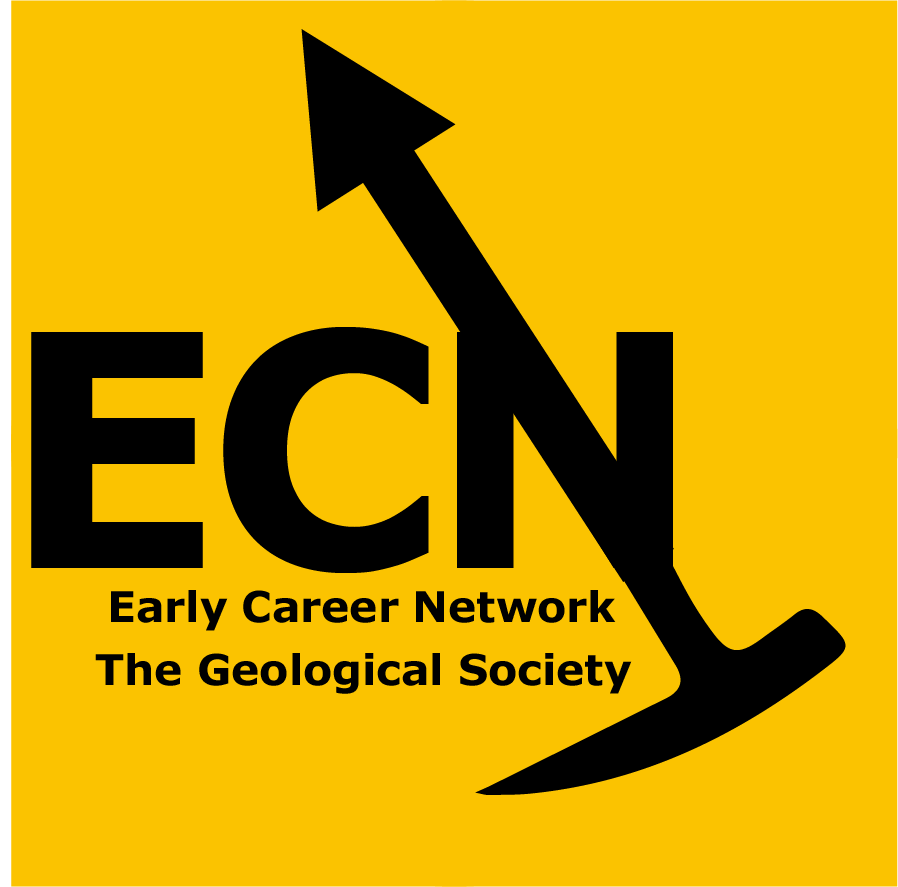 ECN
Early Career Network
The Geological Society